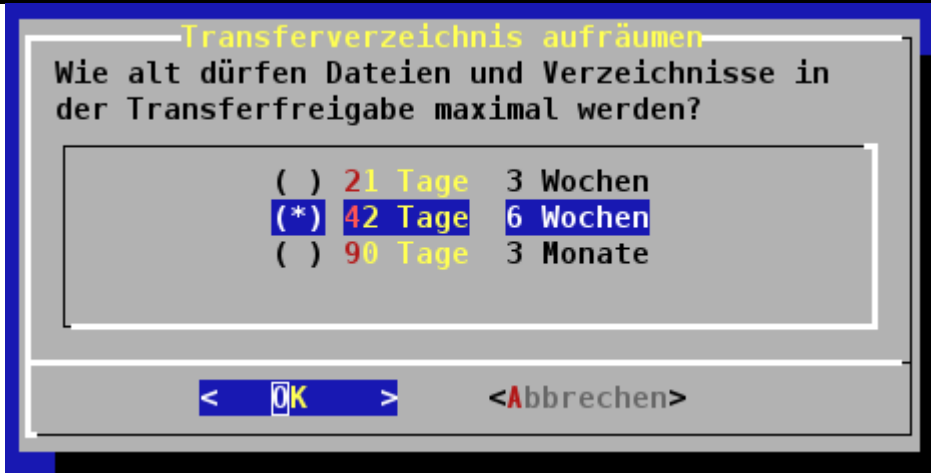 Transferverzeichnis aufräumen
Wie alt dürfen Dateien und Verzeichnisse in
der Transferfreigabe maximal werden?
( ) 21 Tage 3 Wochen
(*) 42 Tage 6 Wochen
( ) 90 Tage 3 Monate
< OK > <Abbrechen>